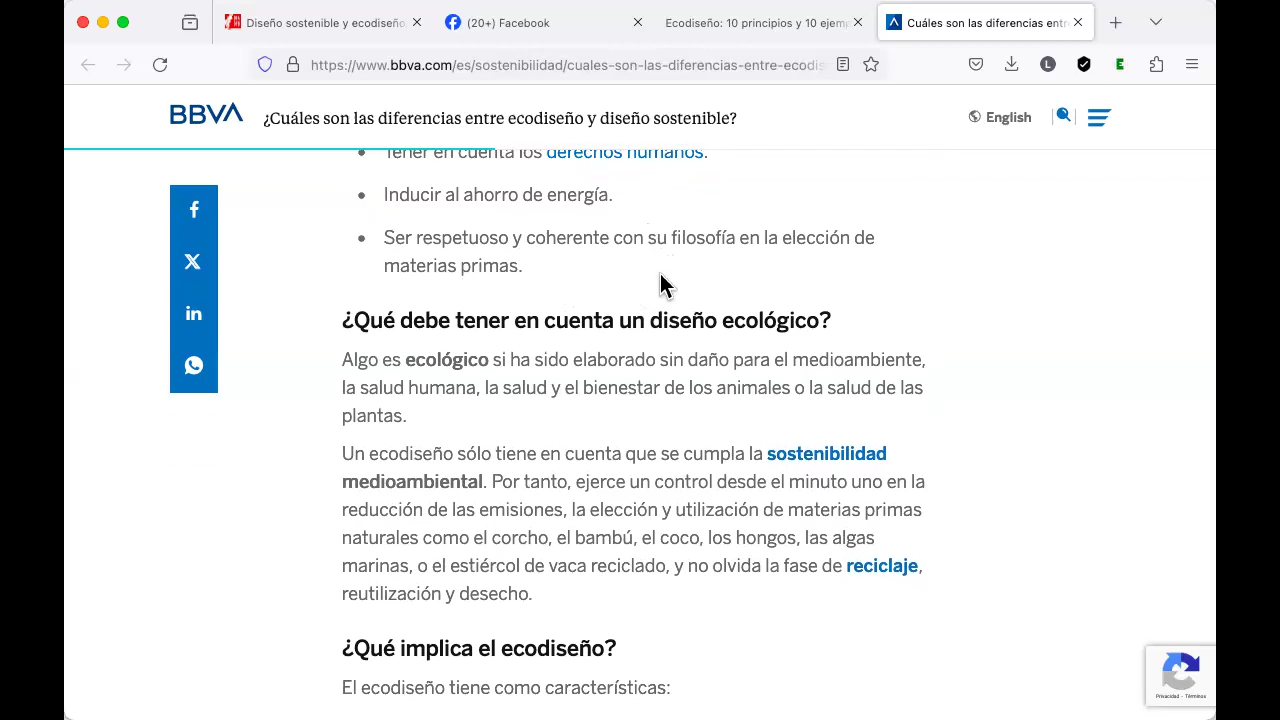 Diseño sostenible y ecodiseño
(20+) Facebook
Ecodiseño: 10 principios y 10 ejemp
Cuáles son las diferencias entre
https://www.bbva.com/es/sostenibilidad/cuales-son-las-diferencias-entre-ecodis
L
E
BBVA
¿Cuáles son las diferencias entre ecodiseño y diseño sostenible?
English
Tener en cuenta los derechos humanos.
Inducir al ahorro de energía.
Ser respetuoso y coherente con su filosofía en la elección de
materias primas.
¿Qué debe tener en cuenta un diseño ecológico?
Algo es ecológico si ha sido elaborado sin daño para el medioambiente,
la salud humana, la salud y el bienestar de los animales o la salud de las
plantas.
Un ecodiseño sólo tiene en cuenta que se cumpla la sostenibilidad
medioambiental. Por tanto, ejerce un control desde el minuto uno en la
reducción de las emisiones, la elección y utilización de materias primas
naturales como el corcho, el bambú, el coco, los hongos, las algas
marinas, o el estiércol de vaca reciclado, y no olvida la fase de reciclaje,
reutilización y desecho.
¿Qué implica el ecodiseño?
El ecodiseño tiene como características:
Privacidad - Términos